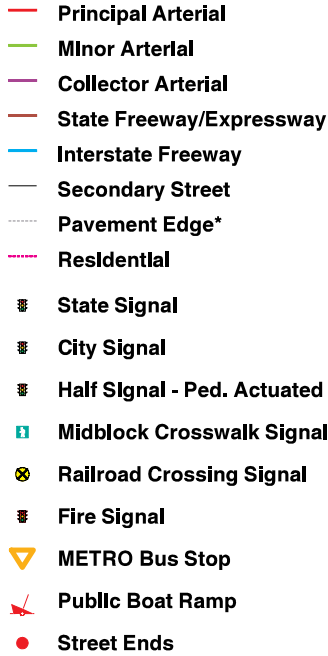 Principal Arterial
Minor Arterial
Collector Arterial
State Freeway/Expressway
Interstate Freeway
Secondary Street
Pavement Edge*
Residential
State Signal
City Signal
Half Signal - Ped. Actuated
Midblock Crosswalk Signal
Railroad Crossing Signal
Fire Signal
METRO Bus Stop
Public Boat Ramp
Street Ends